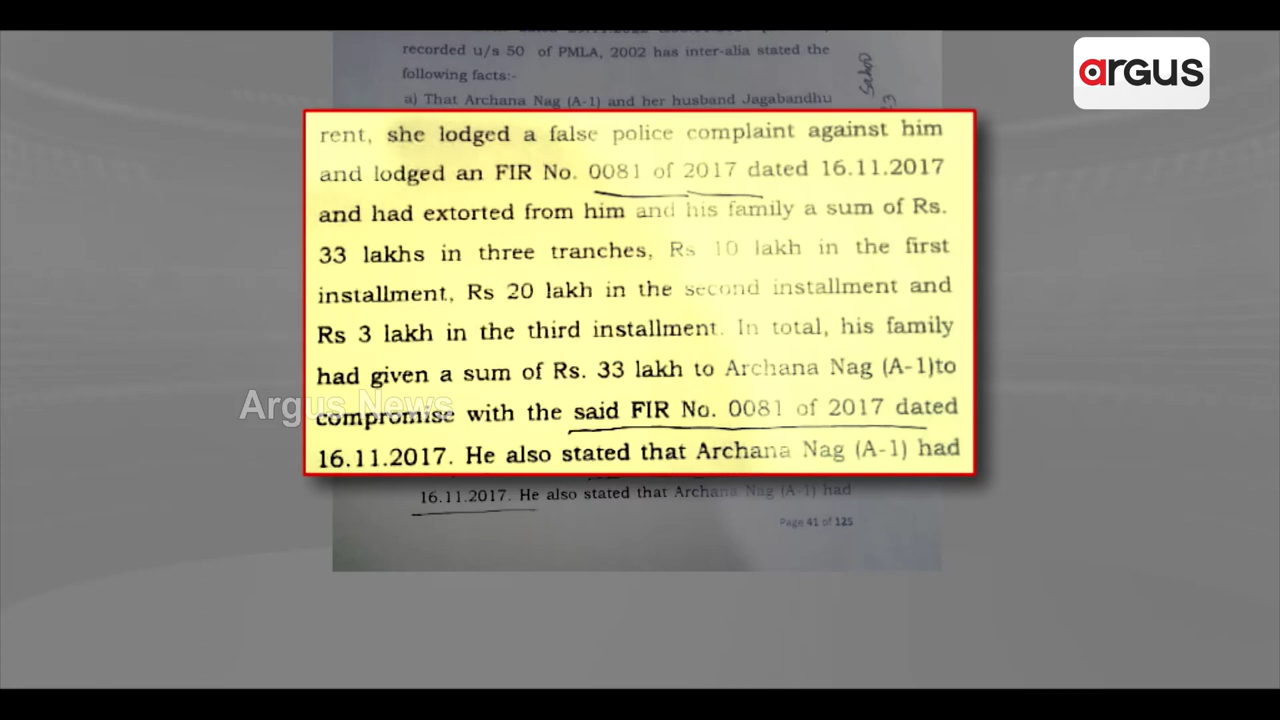 argus
recorded u/s 50 of PMLA, 2002 has inter-alia stated the
following facts:-
a) That Archana Nag (A-1) and her husband Jagabandhu
rent, she lodged a false police complaint against him
and lodged an FIR No. 0081 of 2017 dated 16.11.2017
and had extorted from him and his family a sum of Rs.
33 lakhs in three tranches, Rs 10 lakh in the first
installment, Rs 20 lakh in the second installment and
Rs 3 lakh in the third installment. In total, his family
had given a sum of Rs. 33 lakh to Archana Nag (A-1)to
Argus News
compromise with the said FIR No. 0081 of 2017 dated
16.11.2017. He also stated that Archana Nag (A-1) had
16.11.2017. He also stated that Archana Nag (A-1) had
Page 41 of 125